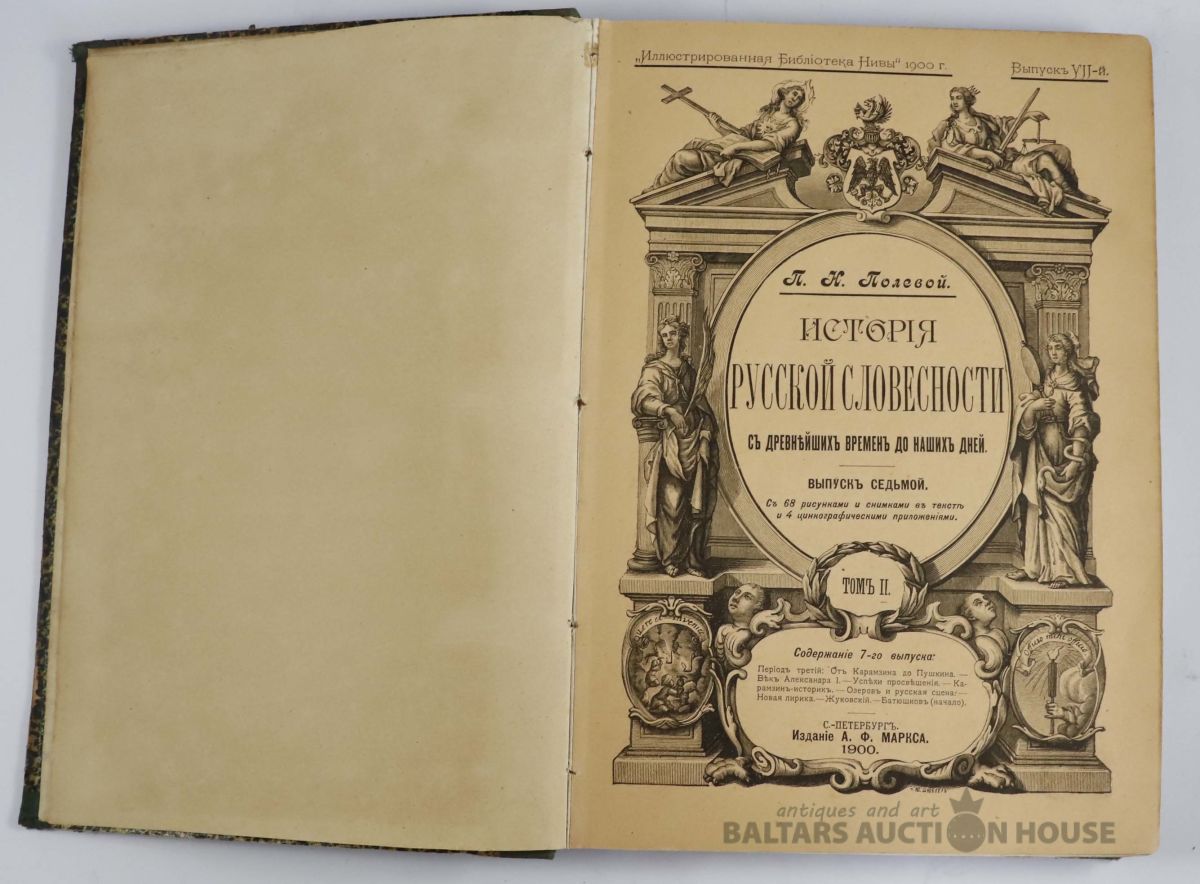 „Иллюстрированная Библіотека Нивы“ 1900 г.
Выпускъ VII-й.
П. Н. Полевой.
ИСТОРІЯ
РУССКОЙ СЛОВЕСНОСТИ
СЪ ДРЕВНѢЙШИХЪ ВРЕМЕНЪ ДО НАШИХЪ ДНЕЙ.
ВЫПУСКЪ СЕДЬМОЙ.
Съ 68 рисунками и снимками въ текстѣ
и 4 цинкографическими приложеніями.
ТОМЪ II.
Содержаніе 7-го выпуска:
Періодъ третій: Отъ Карамзина до Пушкина. —
Вѣкъ Александра I. — Успѣхи просвѣщенія. — Ка-
рамзинъ-историкъ. — Озеровъ и русская сцена. —
Новая лирика. — Жуковскій. — Батюшковъ (начало).
С.-ПЕТЕРБУРГЪ.
Изданіе А. Ф. МАРКСА.
1900.
antiques and art
BALTARS AUCTION HOUSE